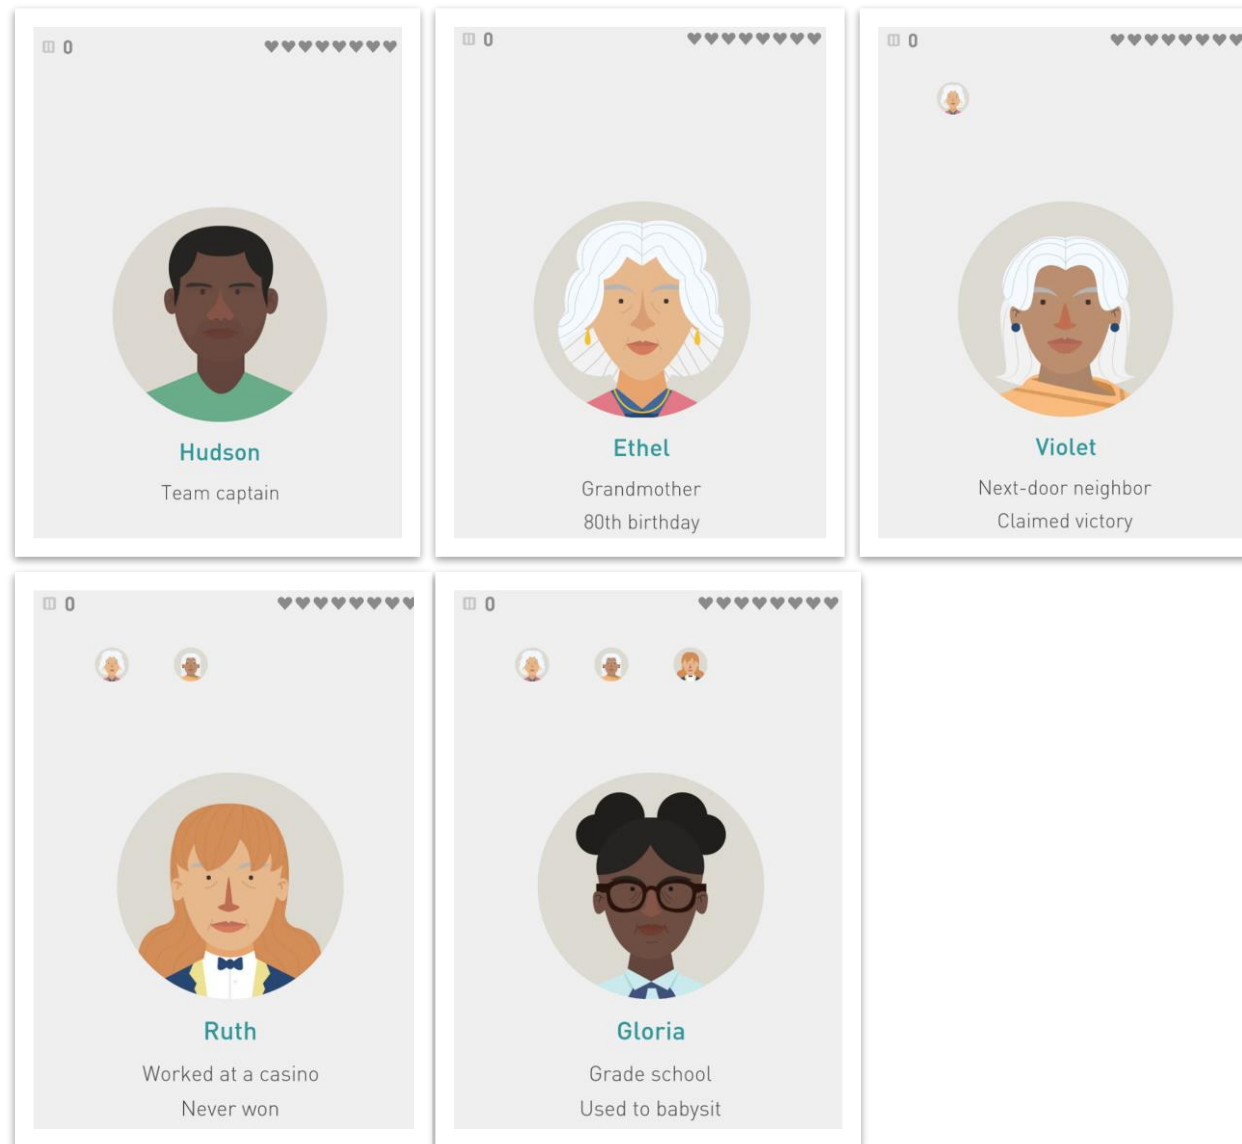 0
Hudson
Team captain
0
Ethel
Grandmother
80th birthday
0
Violet
Next-door neighbor
Claimed victory
0
Ruth
Worked at a casino
Never won
0
Gloria
Grade school
Used to babysit